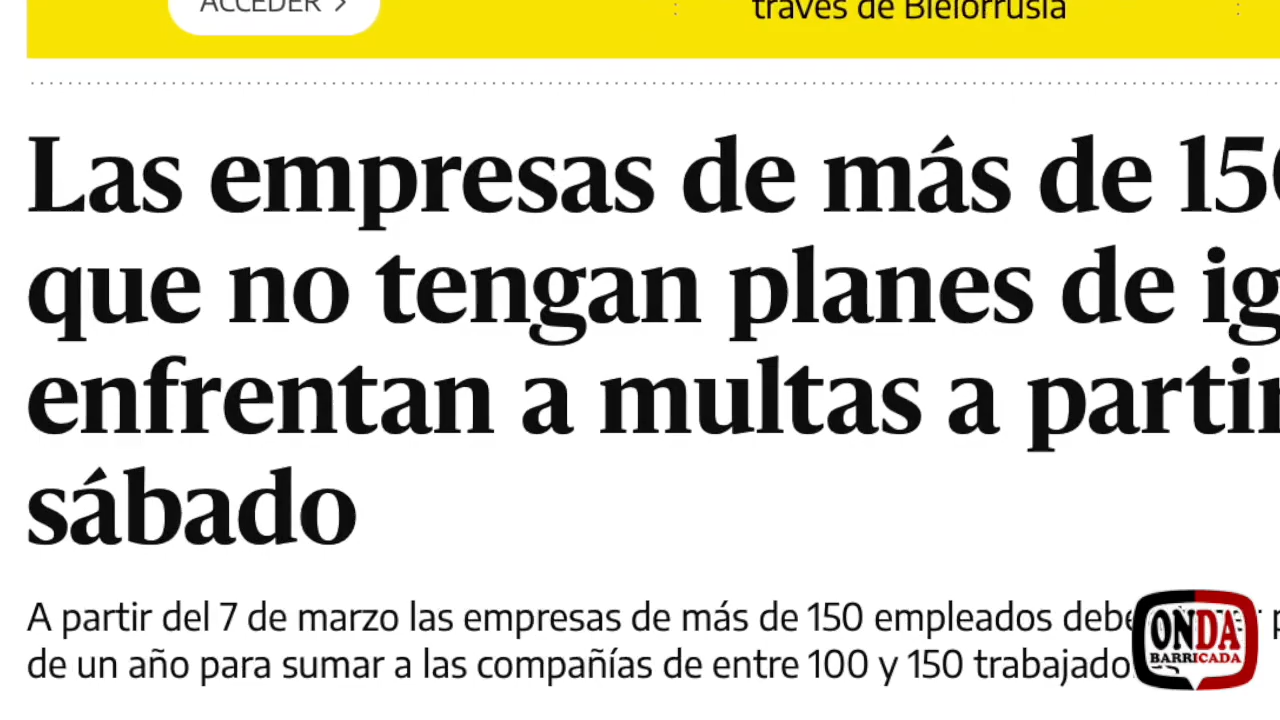 ACCEDER >
través de Bielorrusia
Las empresas de más de 150
que no tengan planes de ig
enfrentan a multas a partir
sábado
A partir del 7 de marzo las empresas de más de 150 empleados debe
de un año para sumar a las compañías de entre 100 y 150 trabajado
ONDA
BARRICADA